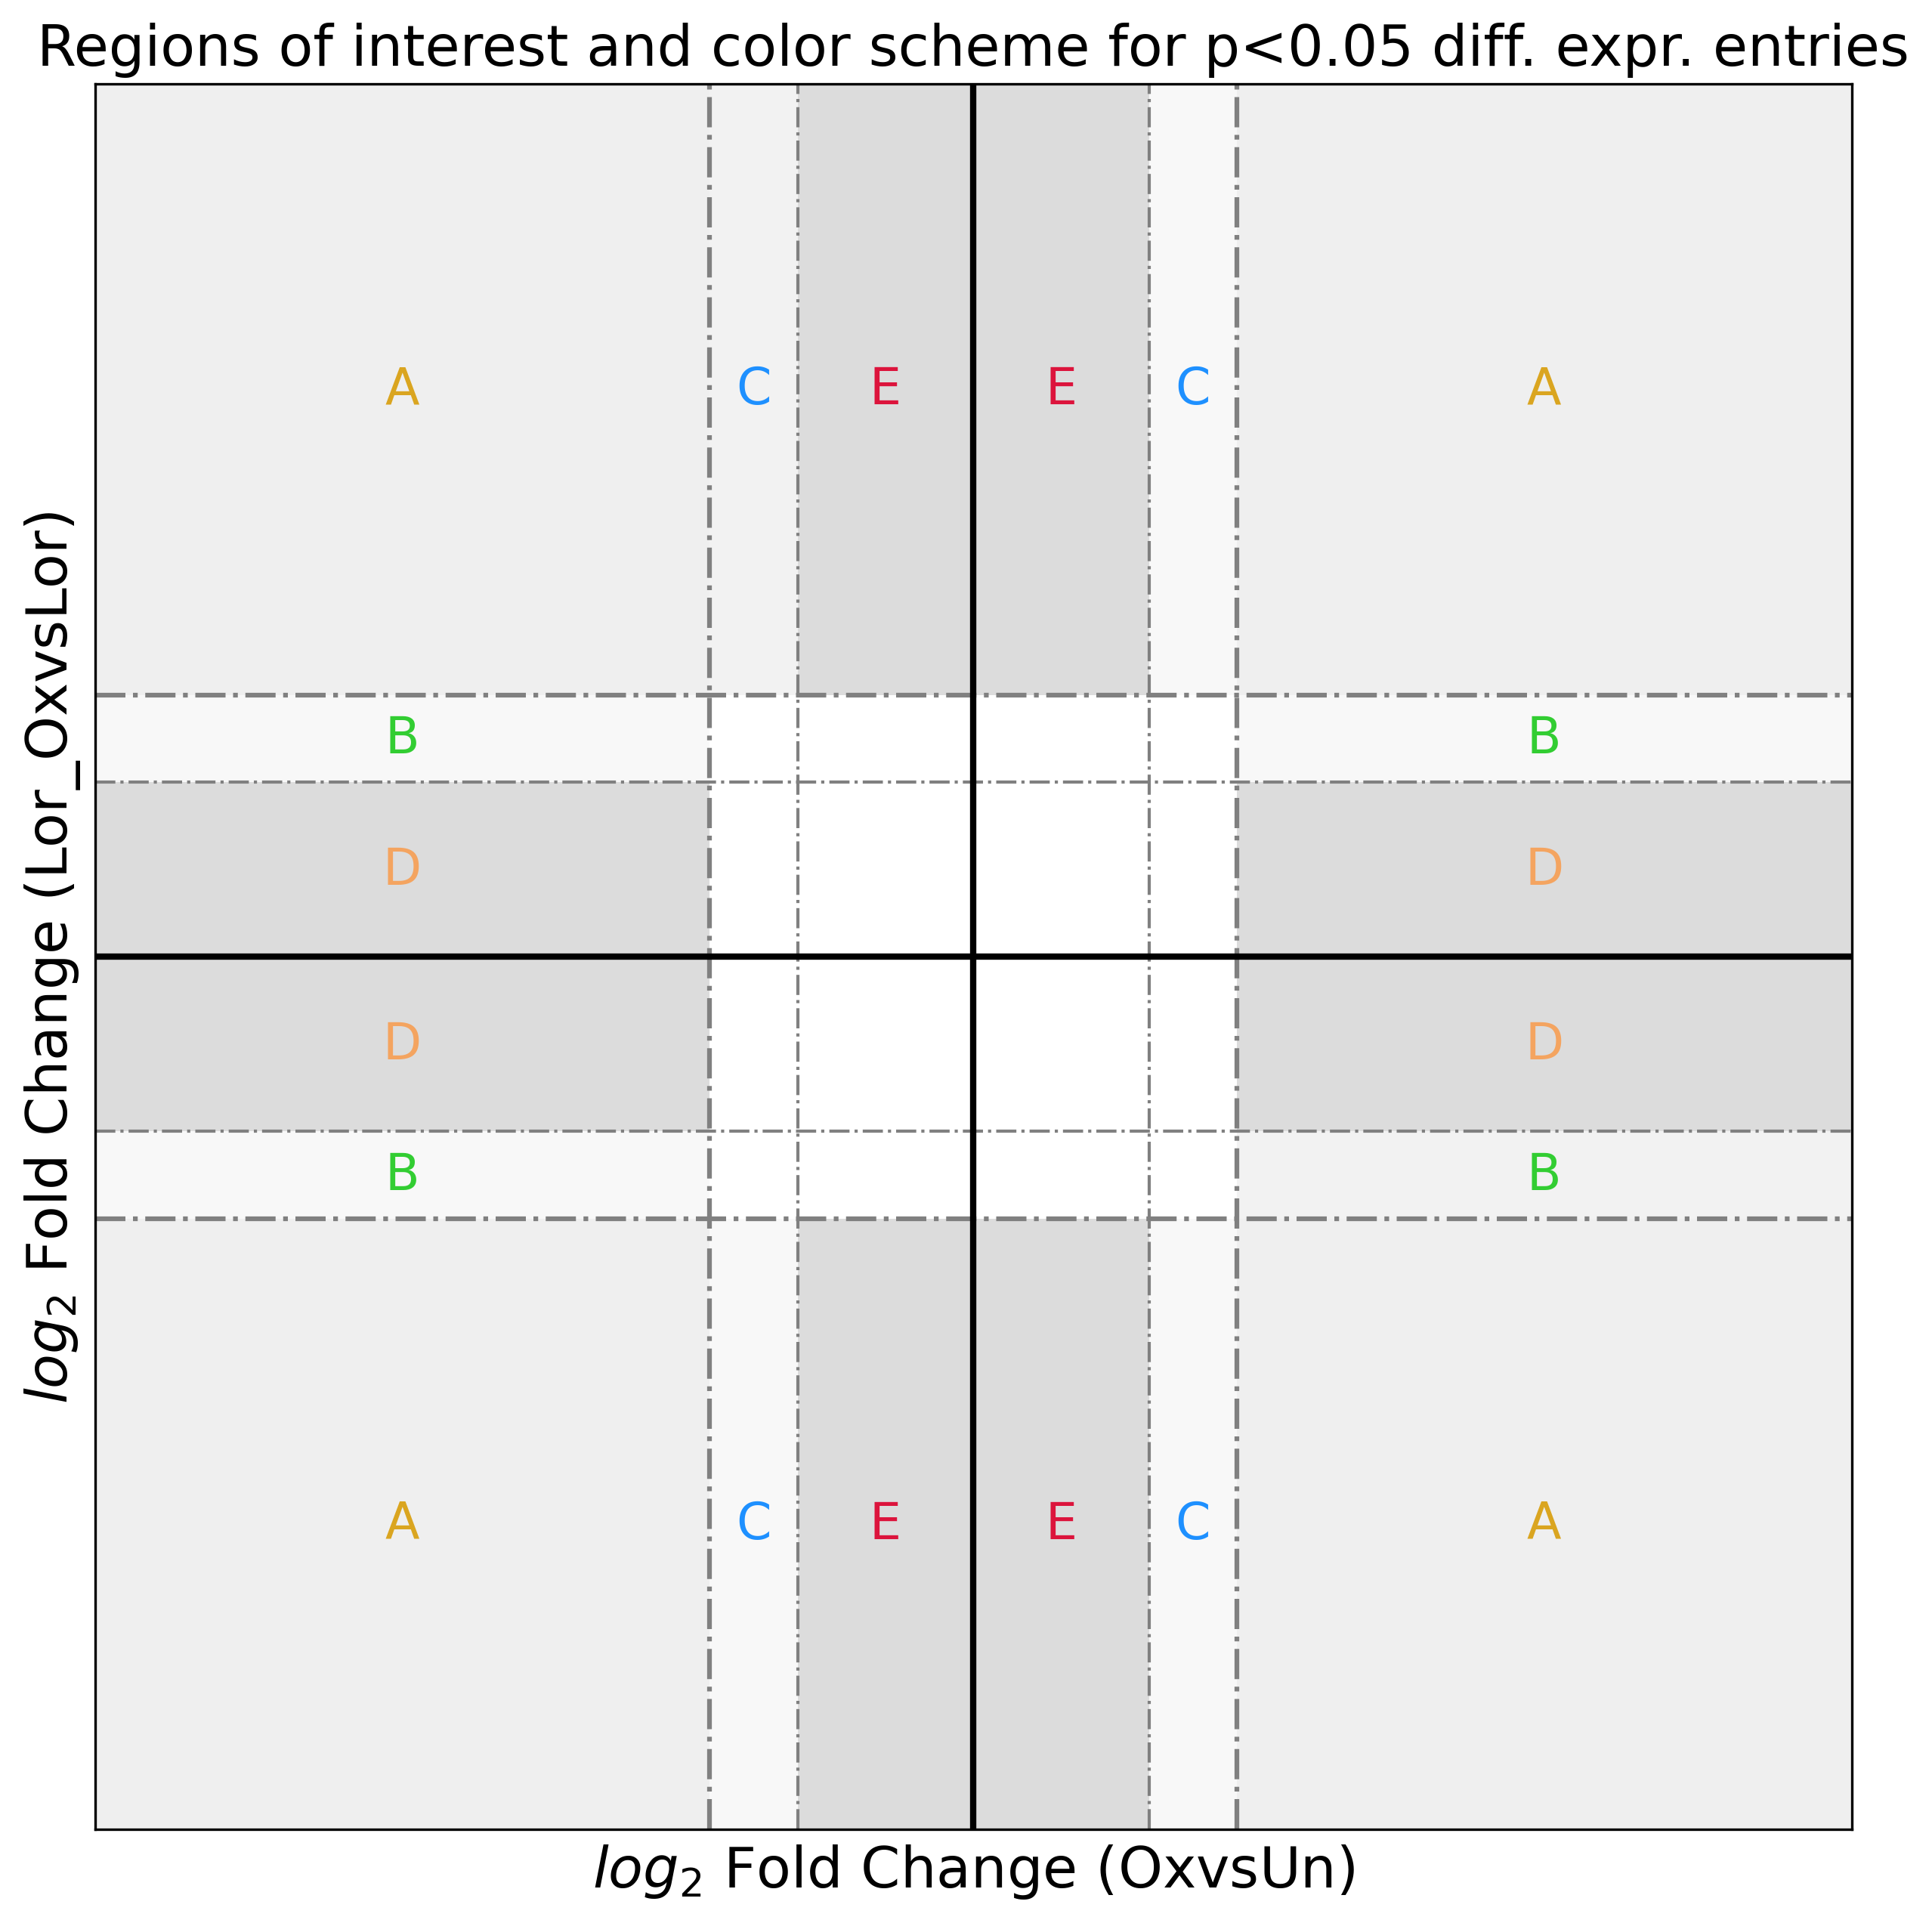 Regions of interest and color scheme for p<0.05 diff. expr. entries
log₂ Fold Change (Lor_OxvsLor)
A C E E C A
B B
D D
D D
B B
A C E E C A
log₂ Fold Change (OxvsUn)